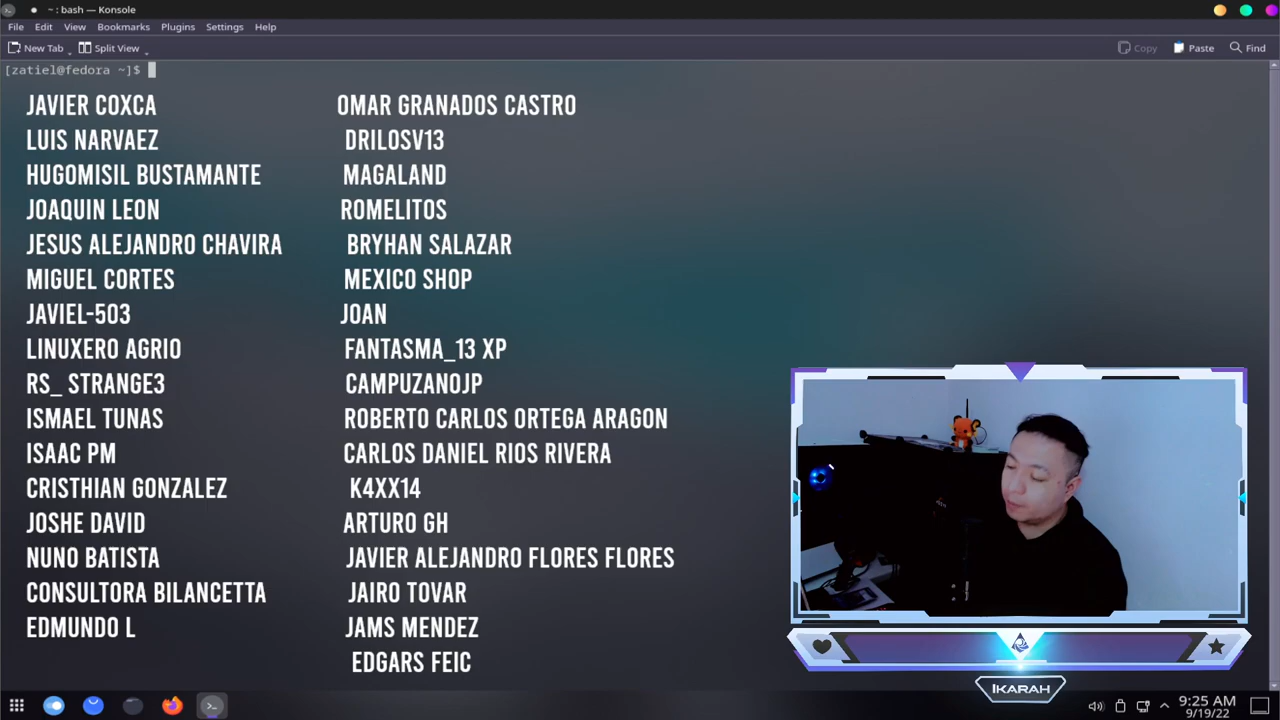 ~ : bash — Konsole
File Edit View Bookmarks Plugins Settings Help
New Tab Split View Copy Paste Find
[zatiel@fedora ~]$
JAVIER COXCA
LUIS NARVAEZ
HUGOMISIL BUSTAMANTE
JOAQUIN LEON
JESUS ALEJANDRO CHAVIRA
MIGUEL CORTES
JAVIEL-503
LINUXERO AGRIO
RS_ STRANGE3
ISMAEL TUNAS
ISAAC PM
CRISTHIAN GONZALEZ
JOSHE DAVID
NUNO BATISTA
CONSULTORA BILANCETTA
EDMUNDO L
OMAR GRANADOS CASTRO
DRILOSV13
MAGALAND
ROMELITOS
BRYHAN SALAZAR
MEXICO SHOP
JOAN
FANTASMA_13 XP
CAMPUZANOJP
ROBERTO CARLOS ORTEGA ARAGON
CARLOS DANIEL RIOS RIVERA
K4XX14
ARTURO GH
JAVIER ALEJANDRO FLORES FLORES
JAIRO TOVAR
JAMS MENDEZ
EDGARS FEIC
IKARAH
9:25 AM
9/19/22